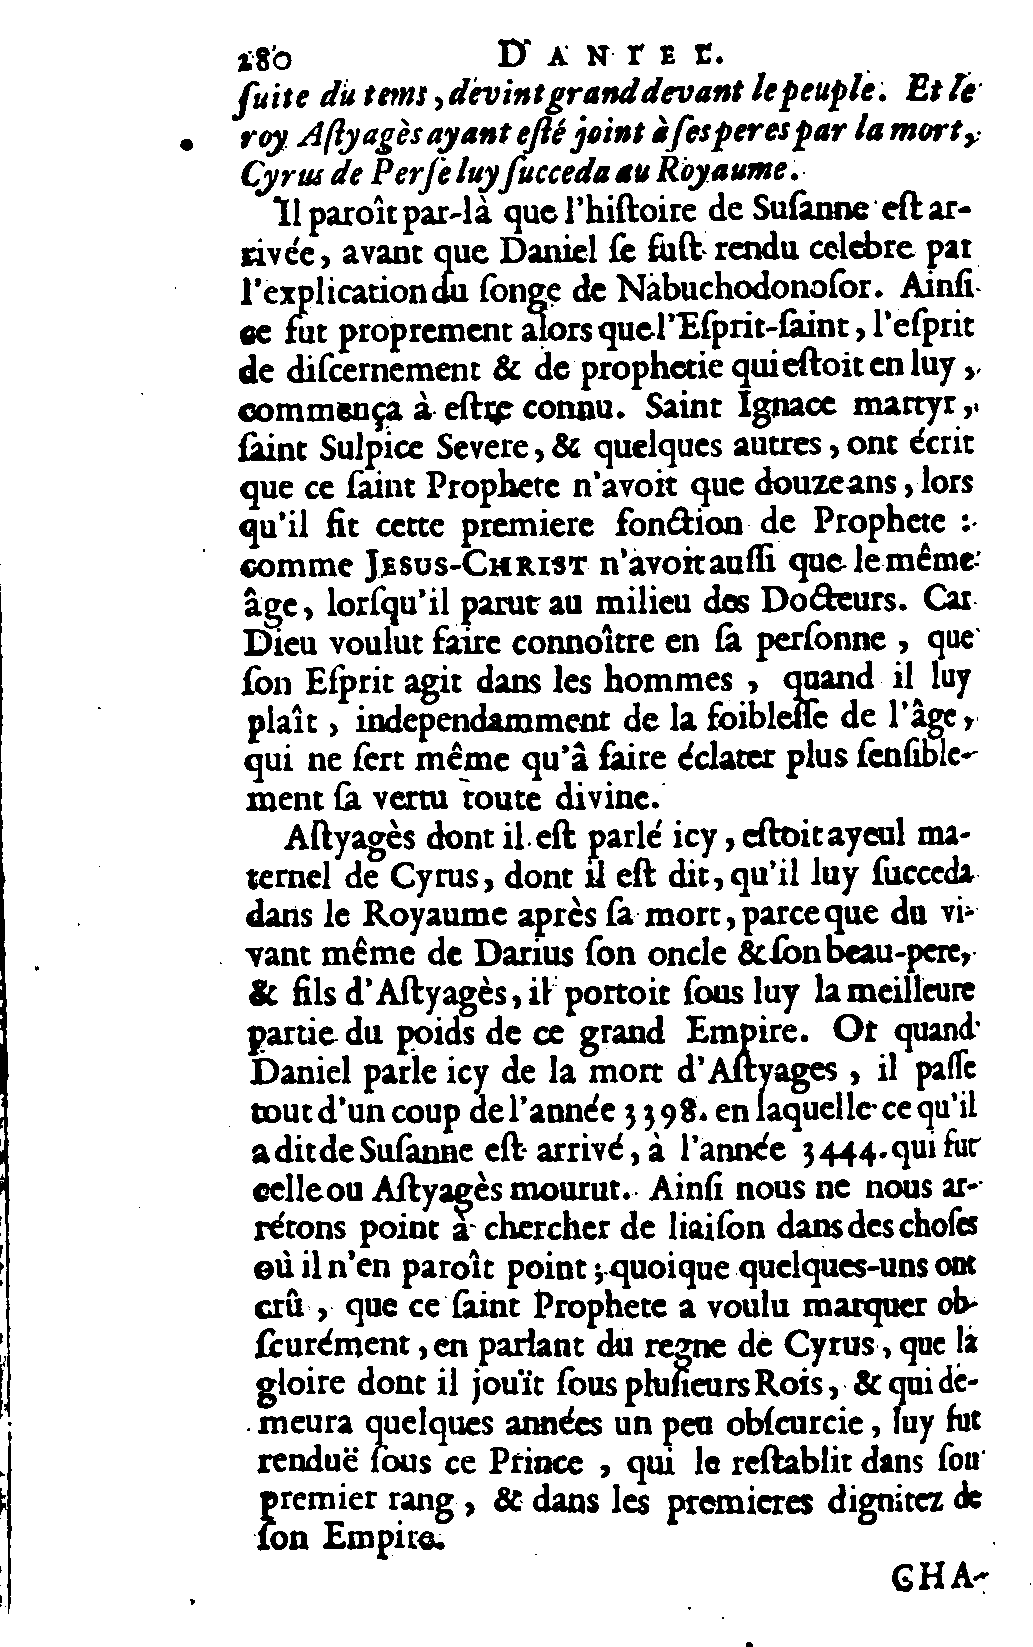 280 DANIEL.
ſuite du tems, devint grand devant le peuple. Et le
roy Aſtyagès ayant eſté joint à ſes peres par la mort,
Cyrus de Perſe luy ſucceda au Royaume.
Il paroît par-là que l'hiſtoire de Suſanne eſt ar-
rivée, avant que Daniel ſe fuſt rendu celebre par
l'explication du ſonge de Nabuchodonoſor. Ainſi
ce fut proprement alors que l'Eſprit-ſaint, l'eſprit
de diſcernement & de prophetie qui eſtoit en luy,
commença à eſtre connu. Saint Ignace martyr,
ſaint Sulpice Severe, & quelques autres, ont écrit
que ce ſaint Prophete n'avoit que douze ans, lors
qu'il fit cette premiere fonction de Prophete :
comme JESUS-CHRIST n'avoit auſſi que le même
âge, lorſqu'il parut au milieu des Docteurs. Car
Dieu voulut faire connoître en ſa perſonne, que
ſon Eſprit agit dans les hommes, quand il luy
plaît, independamment de la foibleſſe de l'âge,
qui ne ſert même qu'â faire éclater plus ſenſible-
ment ſa vertu toute divine.
Aſtyagès dont il eſt parlé icy, eſtoit ayeul ma-
ternel de Cyrus, dont il eſt dit, qu'il luy ſucceda
dans le Royaume après ſa mort, parce que du vi-
vant même de Darius ſon oncle & ſon beau-pere,
& fils d'Aſtyagès, il portoit ſous luy la meilleure
partie du poids de ce grand Empire. Or quand
Daniel parle icy de la mort d'Aſtyages, il paſſe
tout d'un coup de l'année 3398. en laquelle ce qu'il
a dit de Suſanne eſt arrivé, à l'année 3444. qui fut
celle ou Aſtyagès mourut. Ainſi nous ne nous ar-
rétons point à chercher de liaiſon dans des choſes
où il n'en paroît point; quoique quelques-uns ont
crû, que ce ſaint Prophete a voulu marquer ob-
ſcurément, en parlant du regne de Cyrus, que la
gloire dont il jouït ſous pluſieurs Rois, & qui de-
meura quelques années un peu obſcurcie, luy fut
renduë ſous ce Prince, qui le reſtablit dans ſon
premier rang, & dans les premieres dignitez de
ſon Empire.
CHA-